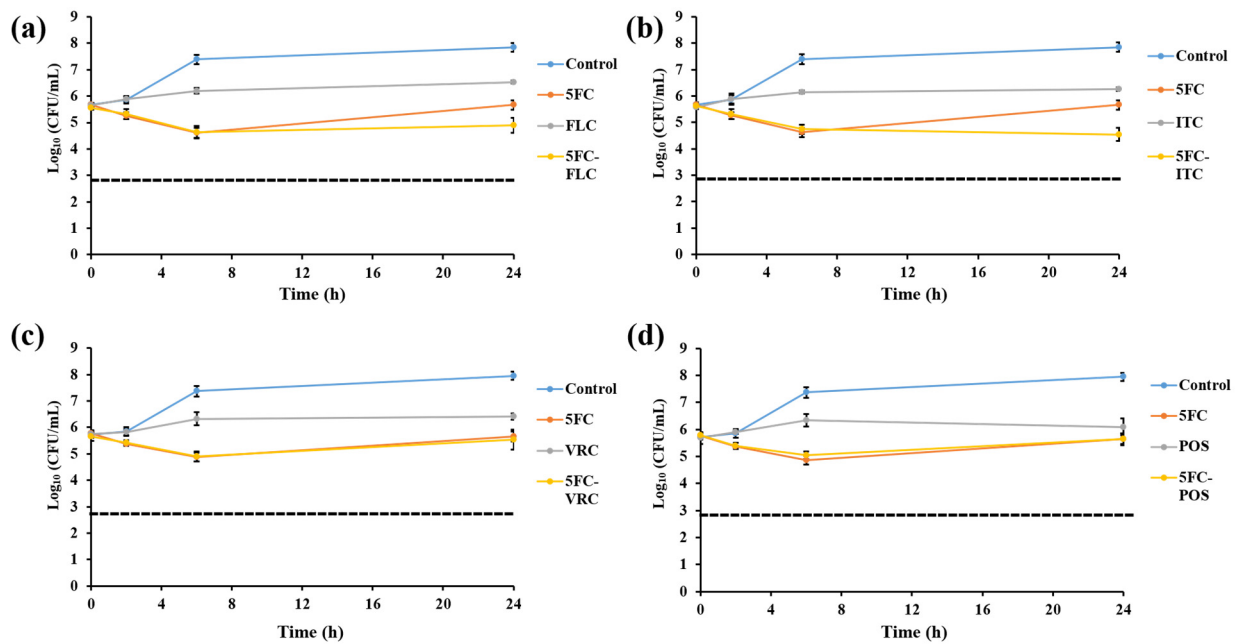 (a)
Log₁₀ (CFU/mL)
9
8
7
6
5
4
3
2
1
0
0 4 8 12 16 20 24
Time (h)
Control
5FC
FLC
5FC-
FLC
(b)
Log₁₀ (CFU/mL)
9
8
7
6
5
4
3
2
1
0
0 4 8 12 16 20 24
Time (h)
Control
5FC
ITC
5FC-
ITC
(c)
Log₁₀ (CFU/mL)
9
8
7
6
5
4
3
2
1
0
0 4 8 12 16 20 24
Time (h)
Control
5FC
VRC
5FC-
VRC
(d)
Log₁₀ (CFU/mL)
9
8
7
6
5
4
3
2
1
0
0 4 8 12 16 20 24
Time (h)
Control
5FC
POS
5FC-
POS